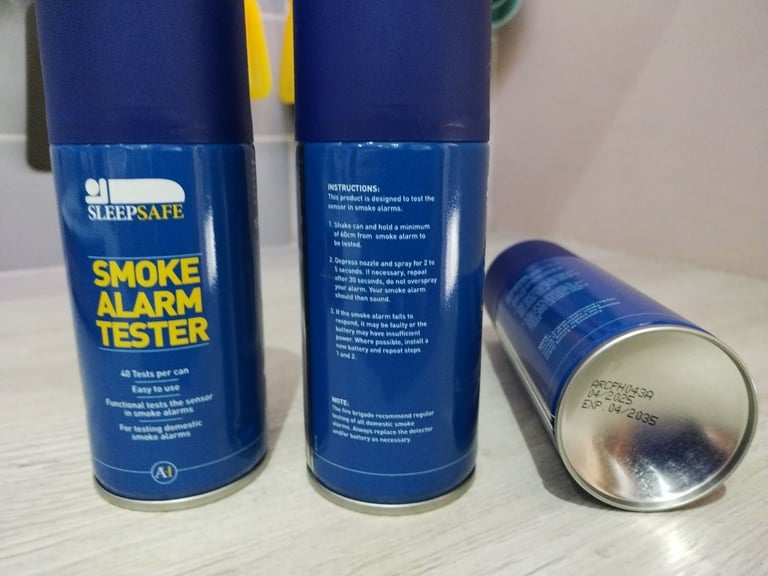 SLEEPSAFE
SMOKE
ALARM
TESTER
40 Tests per can
Easy to use
Functional tests the sensor
in smoke alarms
For testing domestic
smoke alarms
INSTRUCTIONS:
This product is designed to test the
sensor in smoke alarms.
1. Shake can and hold a minimum
of 60cm from smoke alarm to
be tested.
2. Depress nozzle and spray for 2 to
5 seconds. If necessary, repeat
after 30 seconds, do not overspray
your alarm. Your smoke alarm
should then sound.
3. If the smoke alarm fails to
respond, it may be faulty or the
battery may have insufficient
power. Where possible, install a
new battery and repeat steps
1 and 2.
NOTE:
The fire brigade recommend regular
testing of all domestic smoke
alarms. Always replace the detector
and/or battery as necessary.
04/2025
EXP. 04/2035